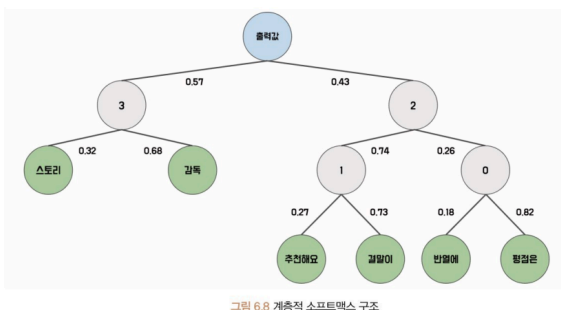 출력값
0.57 0.43
3 2
0.32 0.68 0.74 0.26
스토리 감독 1 0
0.27 0.73 0.18 0.82
추천해요 결말이 반열에 평점은
그림 6.8 계층적 소프트맥스 구조